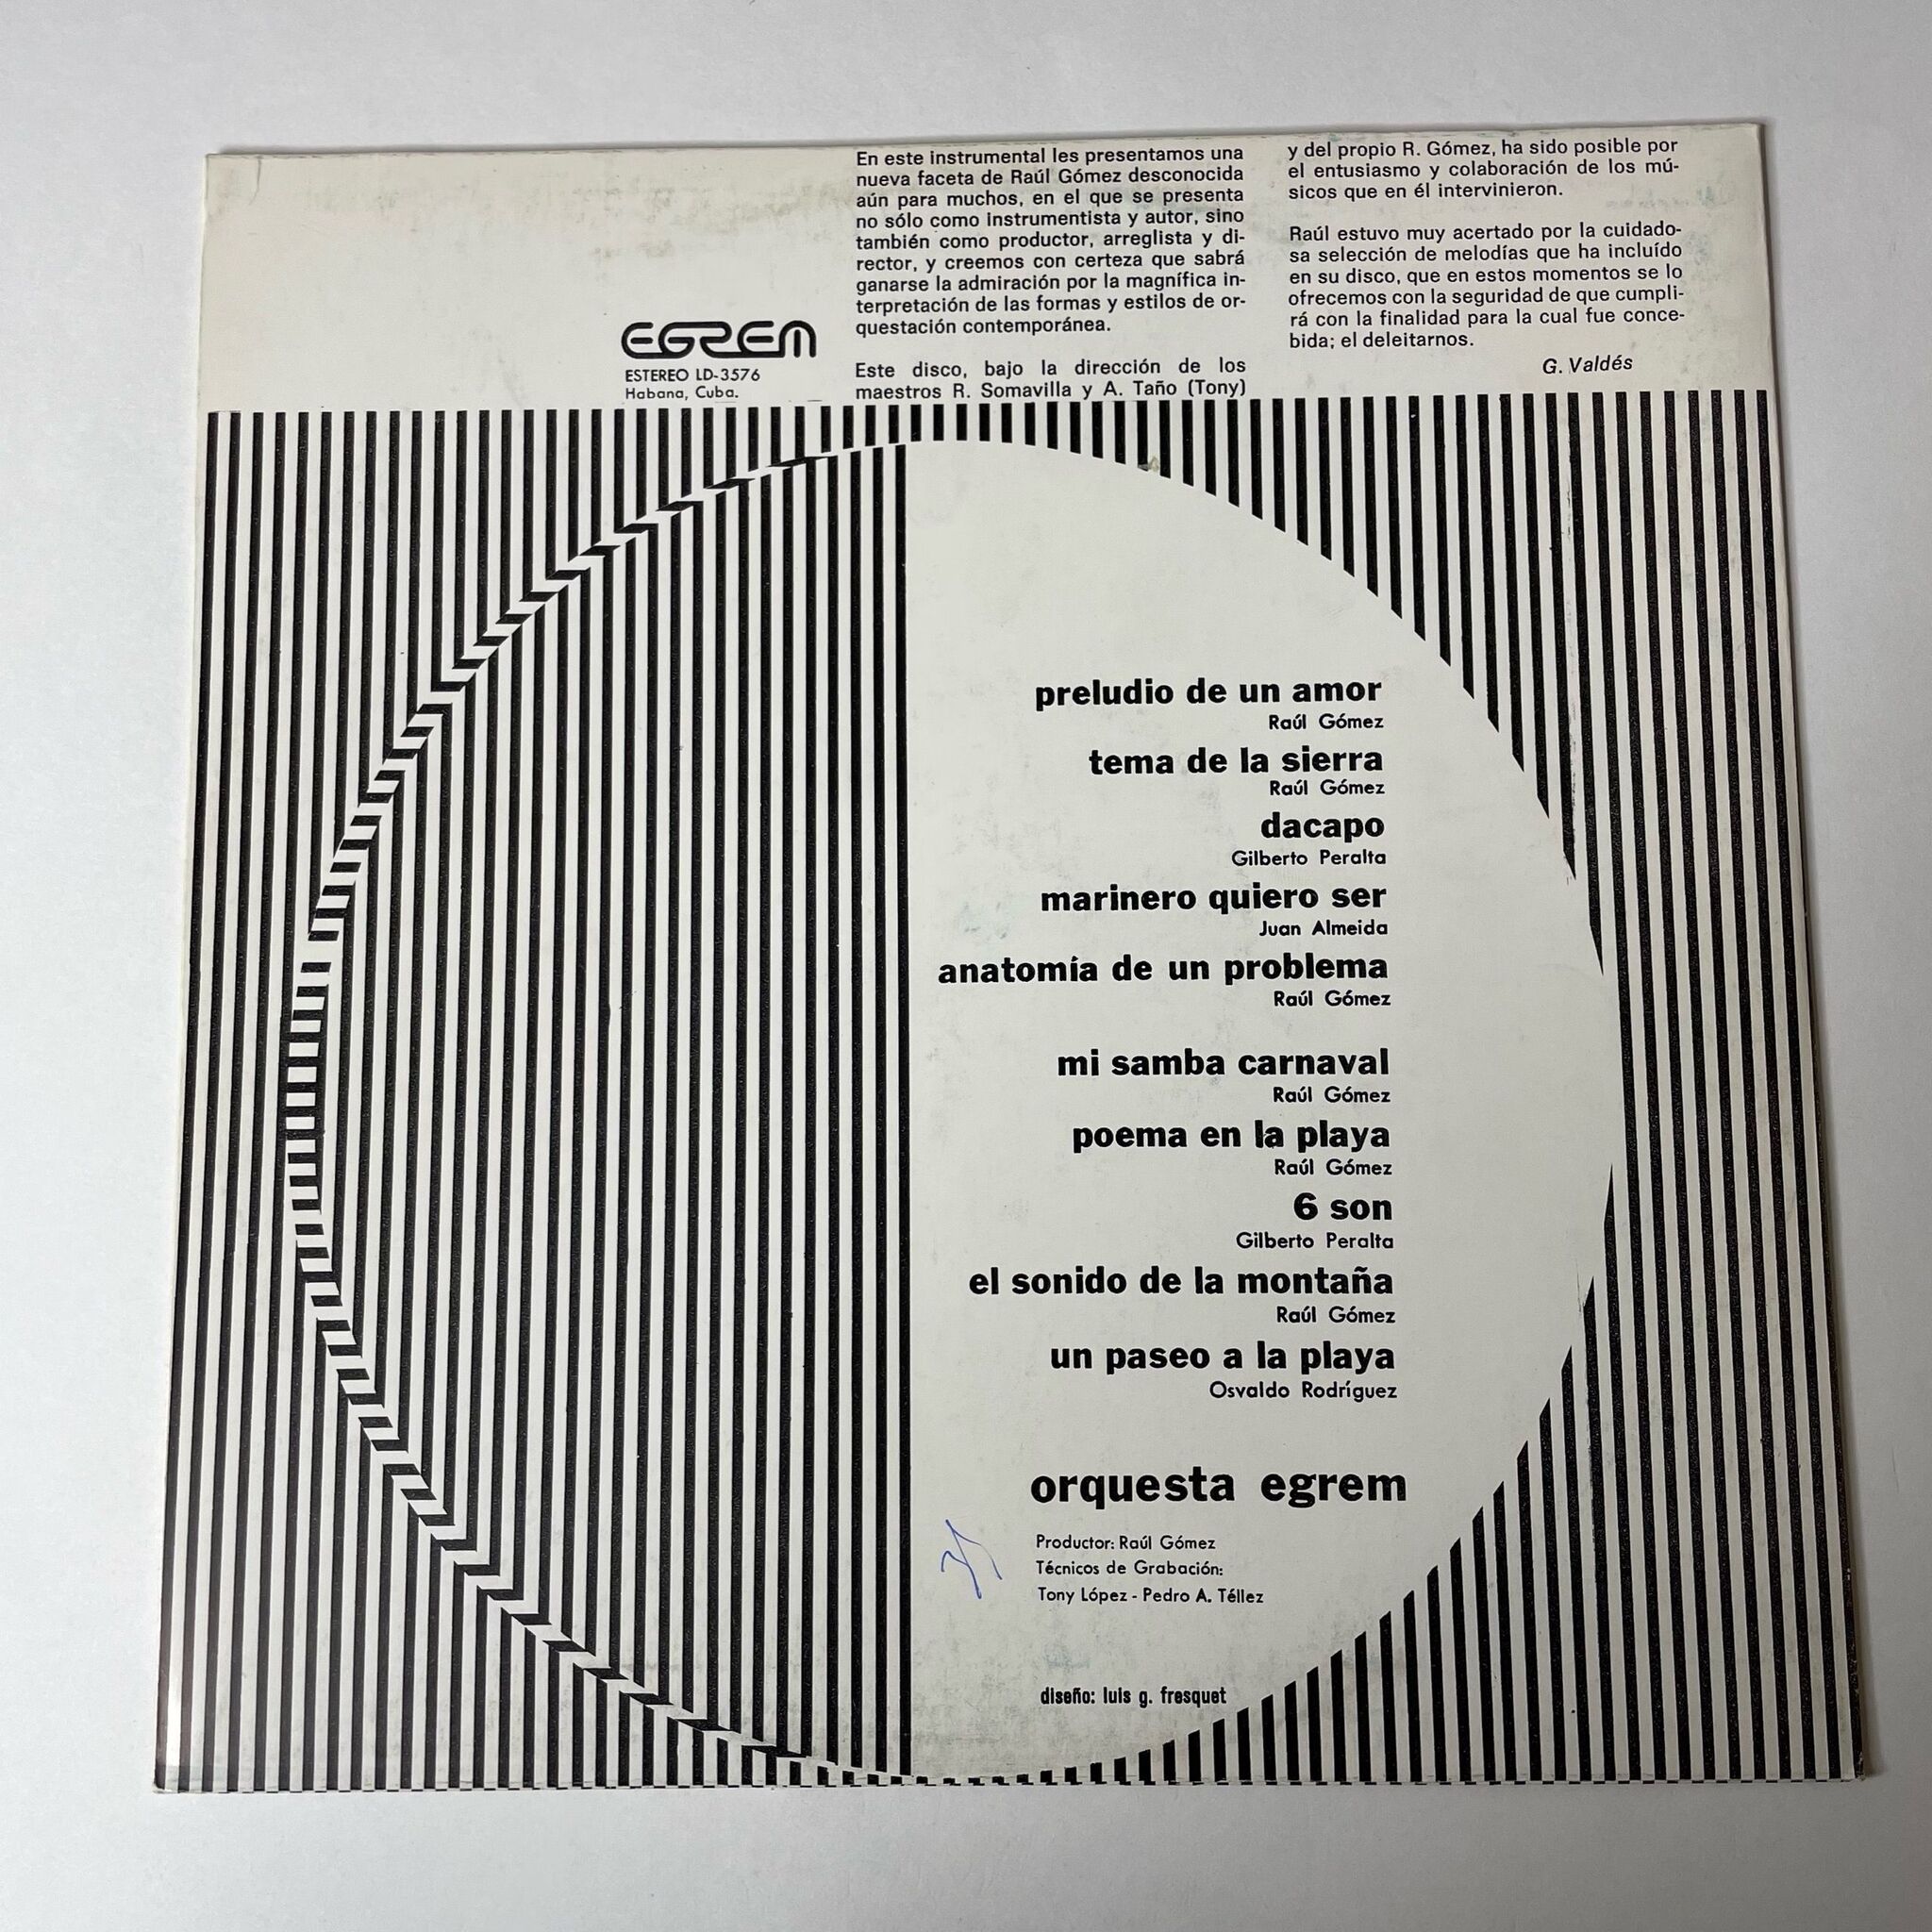 En este instrumental les presentamos una
nueva faceta de Raúl Gómez desconocida
aún para muchos, en el que se presenta
no sólo como instrumentista y autor, sino
también como productor, arreglista y di-
rector, y creemos con certeza que sabrá
ganarse la admiración por la magnífica in-
terpretación de las formas y estilos de or-
questación contemporánea.
Este disco, bajo la dirección de los
maestros R. Somavilla y A. Taño (Tony)
y del propio R. Gómez, ha sido posible por
el entusiasmo y colaboración de los mú-
sicos que en él intervinieron.
Raúl estuvo muy acertado por la cuidado-
sa selección de melodías que ha incluído
en su disco, que en estos momentos se lo
ofrecemos con la seguridad de que cumpli-
rá con la finalidad para la cual fue conce-
bida; el deleitarnos.
G. Valdés
EGREM
ESTEREO LD-3576
Habana, Cuba.
preludio de un amor
Raúl Gómez
tema de la sierra
Raúl Gómez
dacapo
Gilberto Peralta
marinero quiero ser
Juan Almeida
anatomía de un problema
Raúl Gómez
mi samba carnaval
Raúl Gómez
poema en la playa
Raúl Gómez
6 son
Gilberto Peralta
el sonido de la montaña
Raúl Gómez
un paseo a la playa
Osvaldo Rodríguez
orquesta egrem
Productor: Raúl Gómez
Técnicos de Grabación:
Tony López - Pedro A. Téllez
diseño: luis g. fresquet